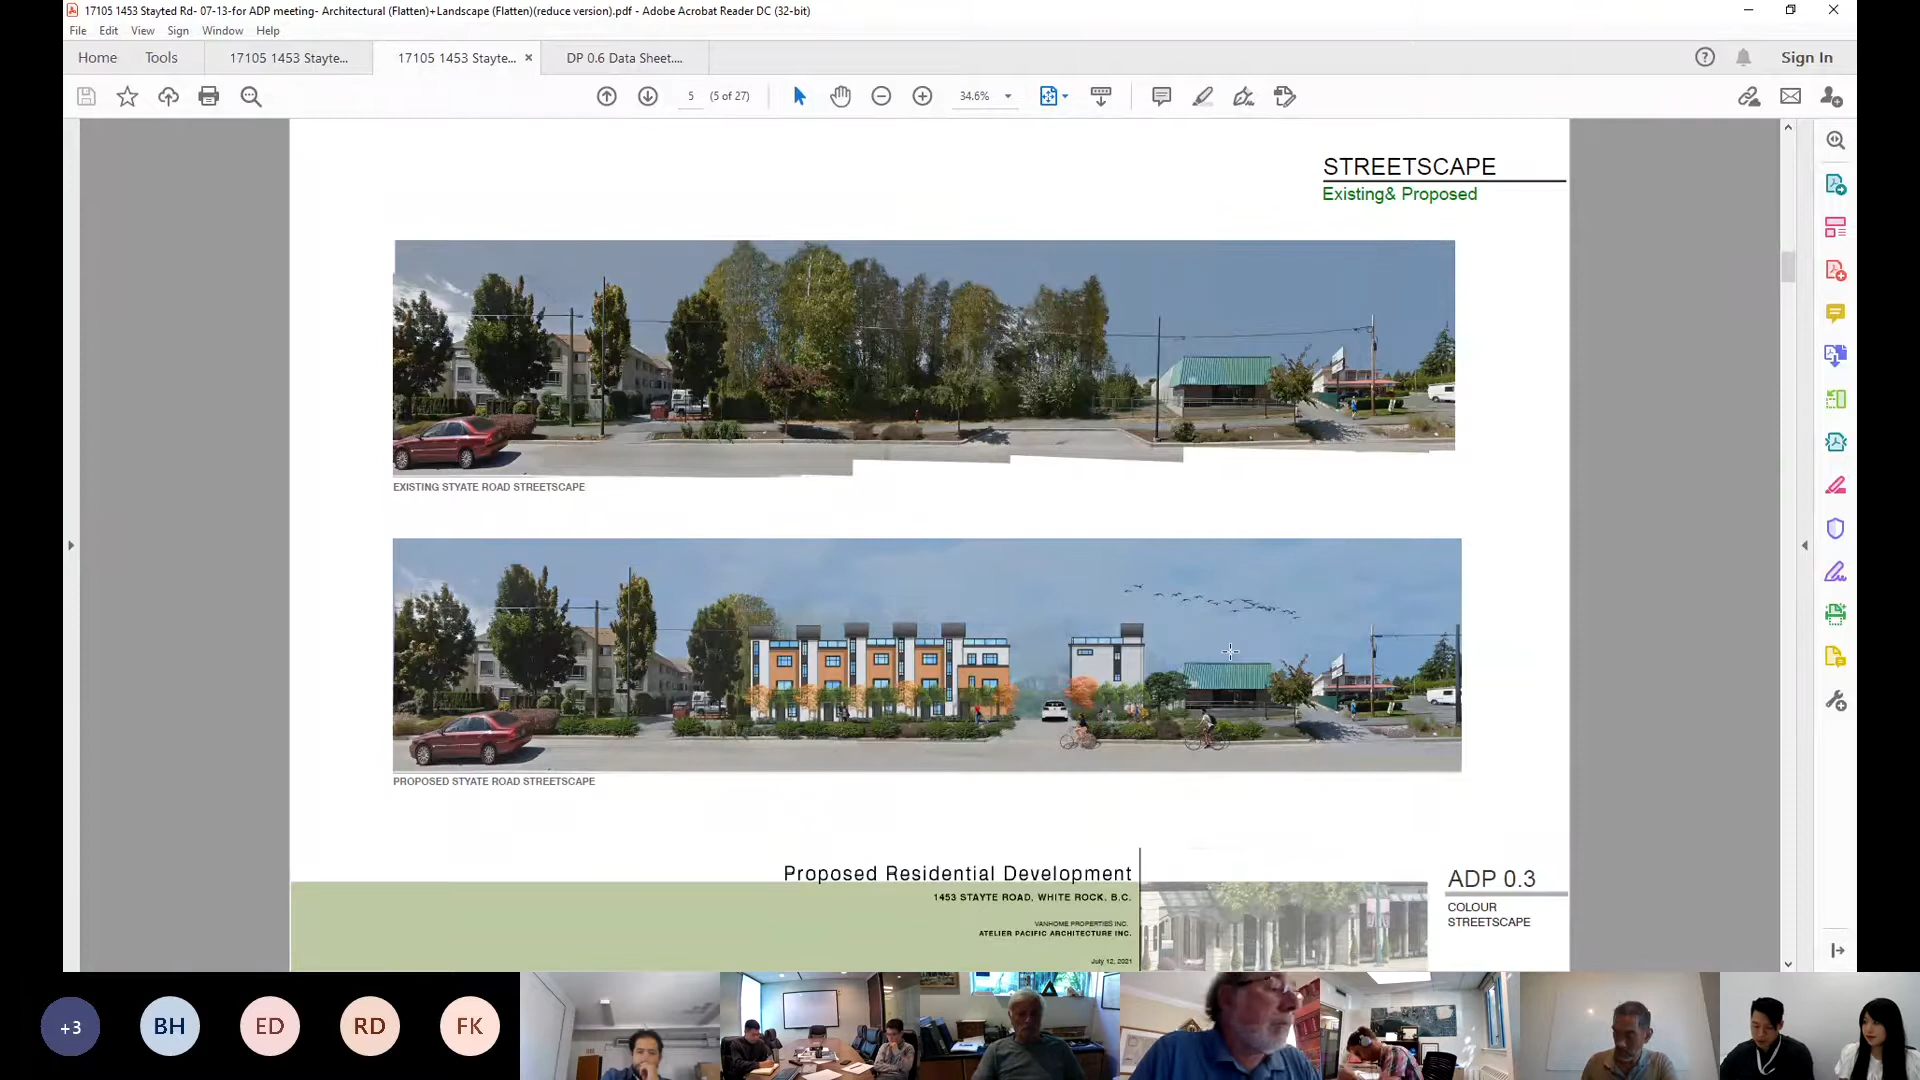 17105 1453 Stayted Rd- 07-13-for ADP meeting- Architectural (Flatten)+Landscape (Flatten)(reduce version).pdf - Adobe Acrobat Reader DC (32-bit)
File Edit View Sign Window Help
Home Tools 17105 1453 Stayte... 17105 1453 Stayte... × DP 0.6 Data Sheet.... Sign In
5 (5 of 27) 34.6%
STREETSCAPE
Existing& Proposed
EXISTING STYATE ROAD STREETSCAPE
PROPOSED STYATE ROAD STREETSCAPE
Proposed Residential Development
1453 STAYTE ROAD, WHITE ROCK, B.C.
VANHOME PROPERTIES INC.
ATELIER PACIFIC ARCHITECTURE INC.
July 12, 2021
ADP 0.3
COLOUR
STREETSCAPE
+3 BH ED RD FK